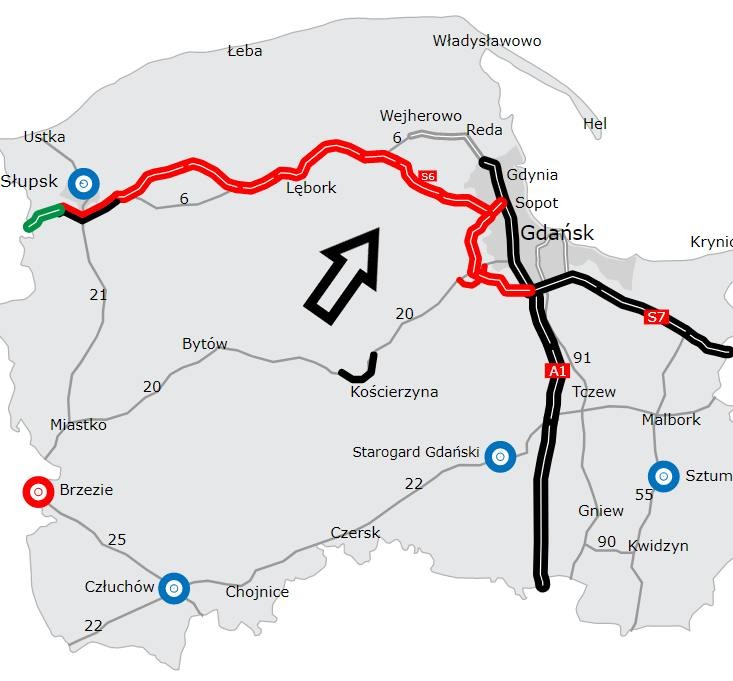 Władysławowo
Łeba
Wejherowo
Hel
Ustka
6
Reda
Słupsk
Gdynia
S6
Lębork
6
Sopot
Gdańsk
Krynic
21
20
S7
Bytów
91
A1
20
Kościerzyna
Tczew
Miastko
Malbork
Starogard Gdański
Sztum
22
Brzezie
55
Gniew
Czersk
25
90
Kwidzyn
Człuchów
Chojnice
22